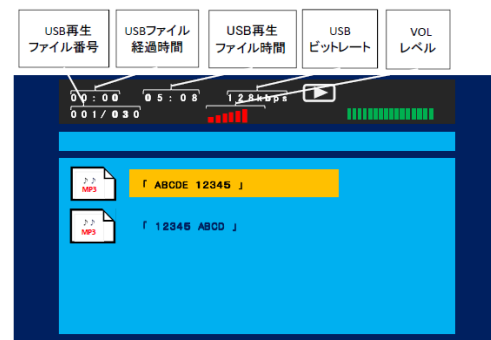 USB再生
ファイル番号
USBファイル
経過時間
USB再生
ファイル時間
USB
ビットレート
VOL
レベル
00:00 05:08 128kbps
001/030
MP3
「 ABCDE 12345 」
MP3
「 12345 ABCD 」